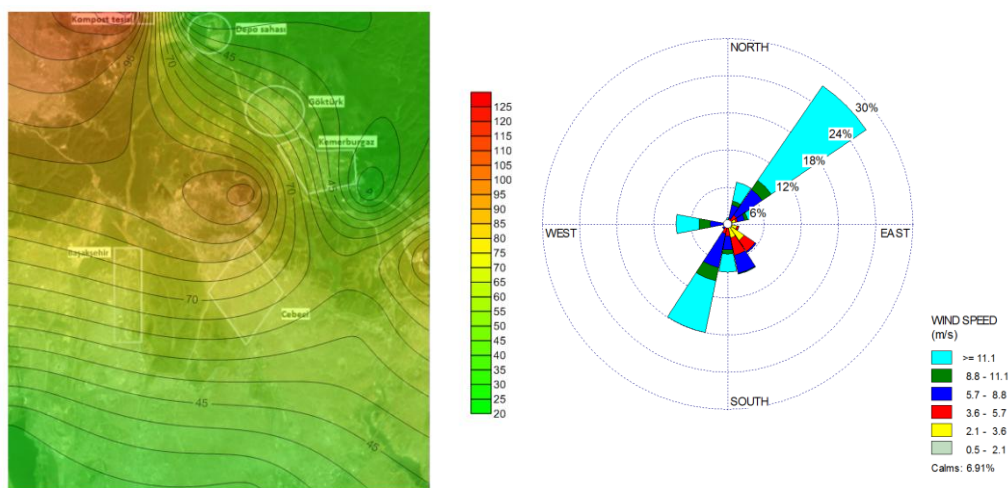 Kompost tesisi
Depo sahası
45
70
95
Göktürk
Kemerburgaz
45
70
Başakşehir
70
Cebeci
45
45
125
120
115
110
105
100
95
90
85
80
75
70
65
60
55
50
45
40
35
30
25
20
NORTH
30%
24%
18%
12%
6%
WEST
EAST
SOUTH
WIND SPEED
(m/s)
>= 11.1
8.8 - 11.1
5.7 - 8.8
3.6 - 5.7
2.1 - 3.6
0.5 - 2.1
Calms: 6.91%